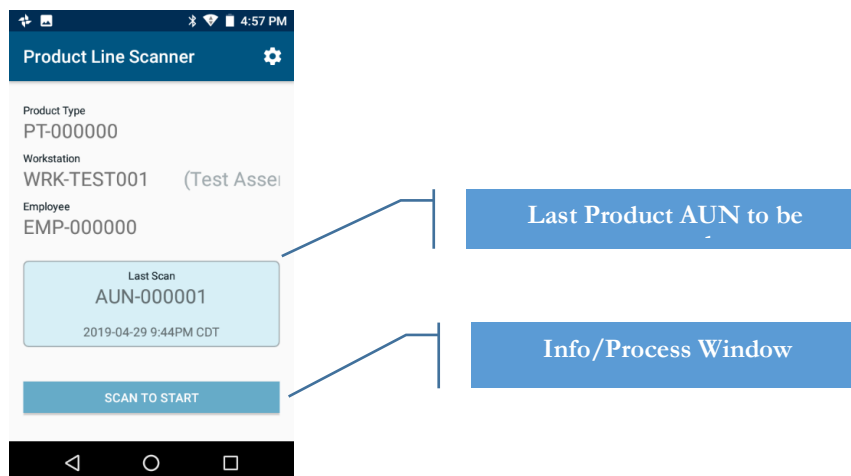 4:57 PM
Product Line Scanner
Product Type
PT-000000
Workstation
WRK-TEST001 (Test Asse
Employee
EMP-000000
Last Scan
AUN-000001
2019-04-29 9:44PM CDT
SCAN TO START
Last Product AUN to be
Info/Process Window